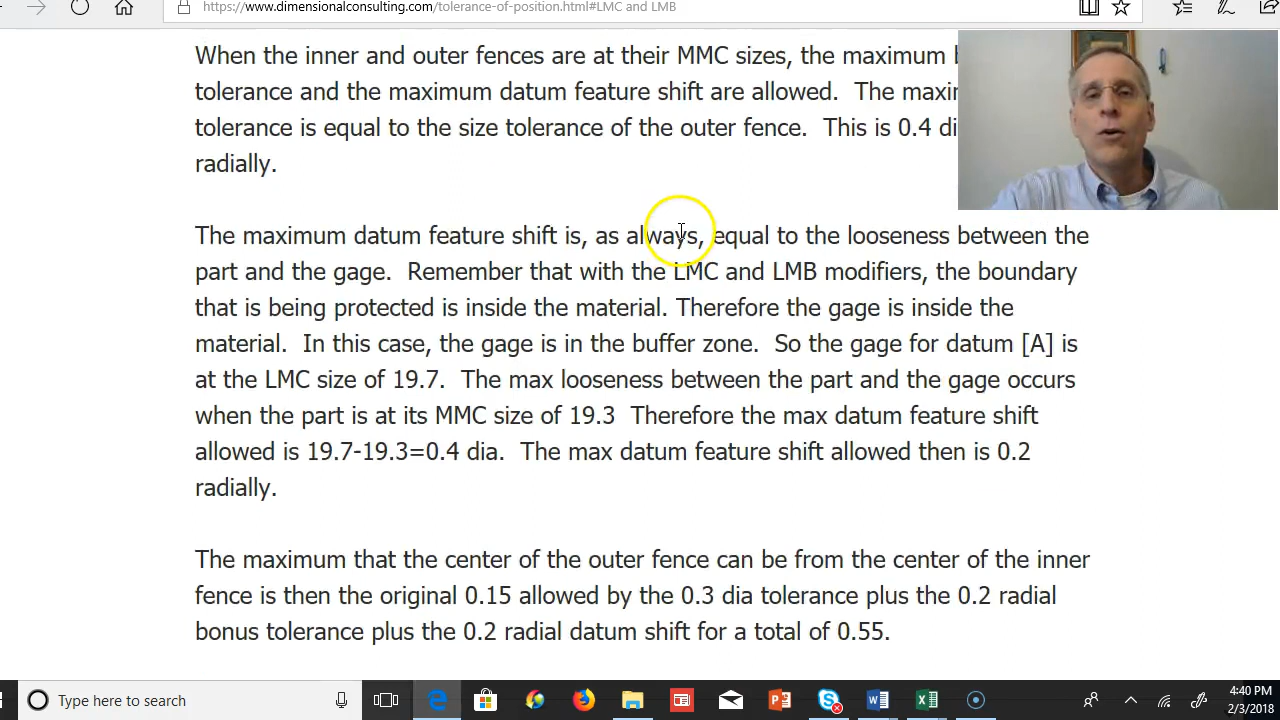 https://www.dimensionalconsulting.com/tolerance-of-position.html#LMC and LMB
When the inner and outer fences are at their MMC sizes, the maximum
tolerance and the maximum datum feature shift are allowed.  The
tolerance is equal to the size tolerance of the outer fence.  This is 0.4
radially.
The maximum datum feature shift is, as always, equal to the looseness between the
part and the gage.  Remember that with the LMC and LMB modifiers, the boundary
that is being protected is inside the material. Therefore the gage is inside the
material.  In this case, the gage is in the buffer zone.  So the gage for datum [A] is
at the LMC size of 19.7.  The max looseness between the part and the gage occurs
when the part is at its MMC size of 19.3  Therefore the max datum feature shift
allowed is 19.7-19.3=0.4 dia.  The max datum feature shift allowed then is 0.2
radially.
The maximum that the center of the outer fence can be from the center of the inner
fence is then the original 0.15 allowed by the 0.3 dia tolerance plus the 0.2 radial
bonus tolerance plus the 0.2 radial datum shift for a total of 0.55.
Type here to search
4:40 PM
2/3/2018